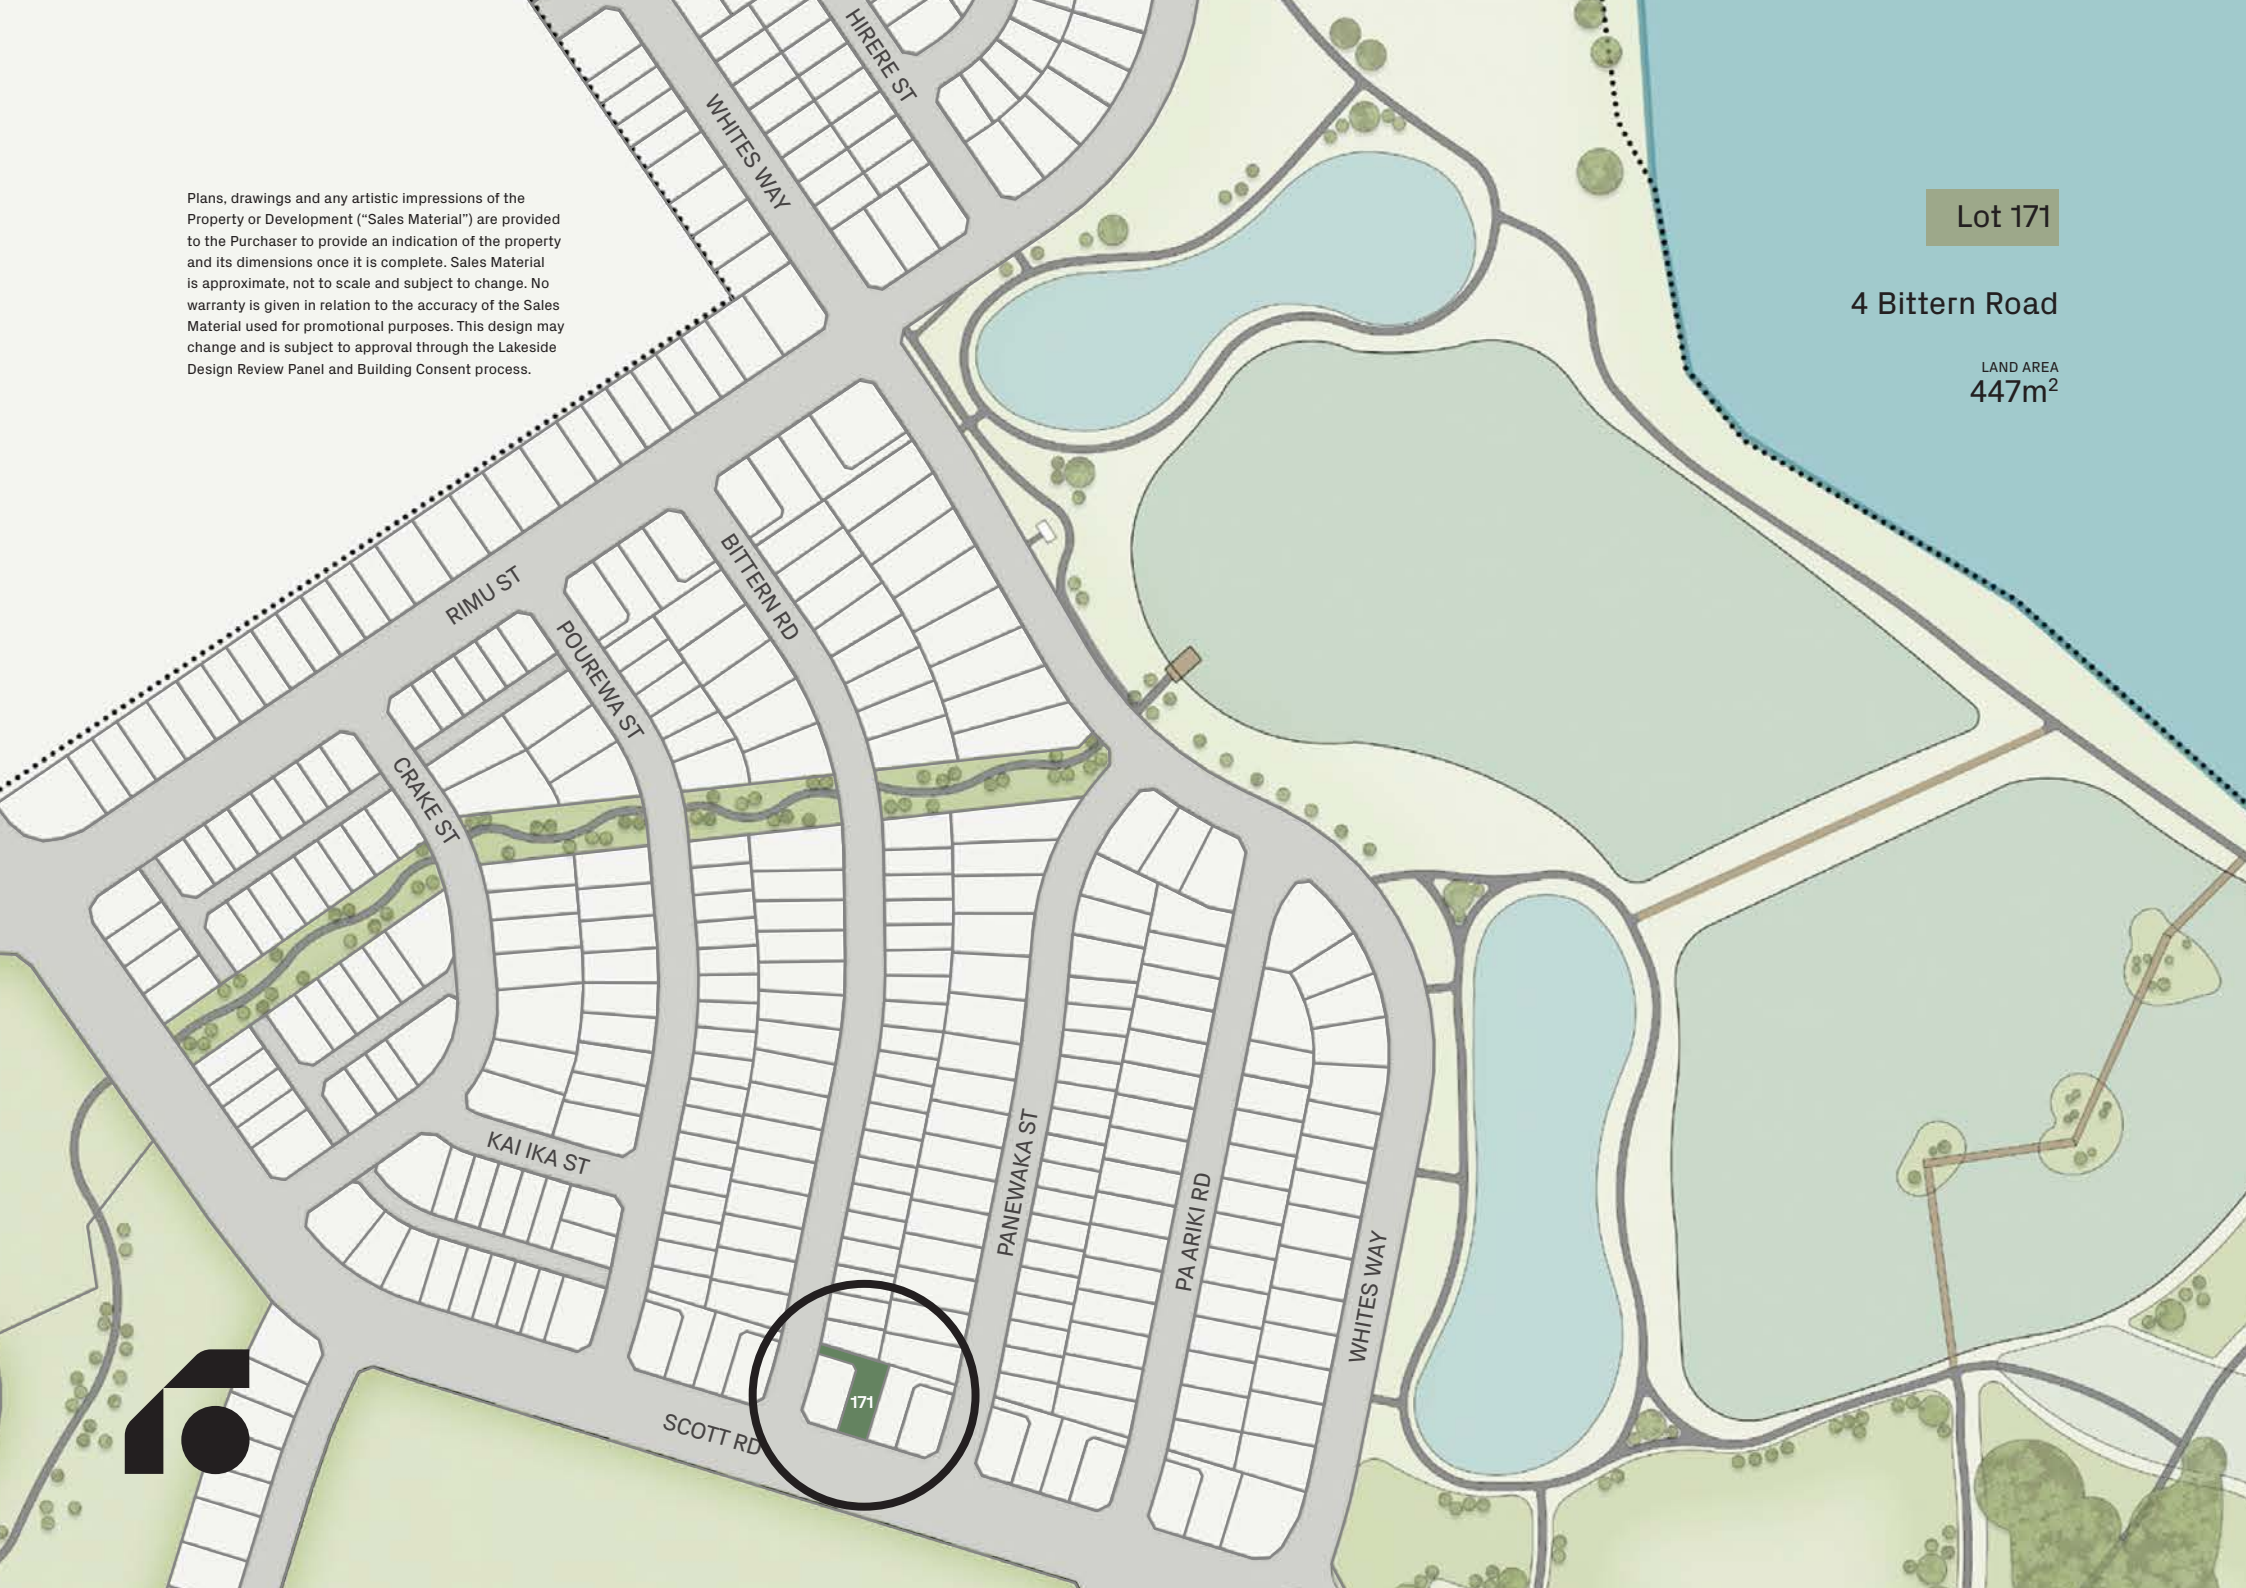 HIRERE ST
WHITES WAY
Plans, drawings and any artistic impressions of the
Property or Development (“Sales Material”) are provided
to the Purchaser to provide an indication of the property
and its dimensions once it is complete. Sales Material
is approximate, not to scale and subject to change. No
warranty is given in relation to the accuracy of the Sales
Material used for promotional purposes. This design may
change and is subject to approval through the Lakeside
Design Review Panel and Building Consent process.
Lot 171
4 Bittern Road
LAND AREA
447m²
RIMU ST
BITTERN RD
POUREWA ST
CRAKE ST
KAI IKA ST
PANEWAKA ST
PA ARIKI RD
WHITES WAY
171
SCOTT RD